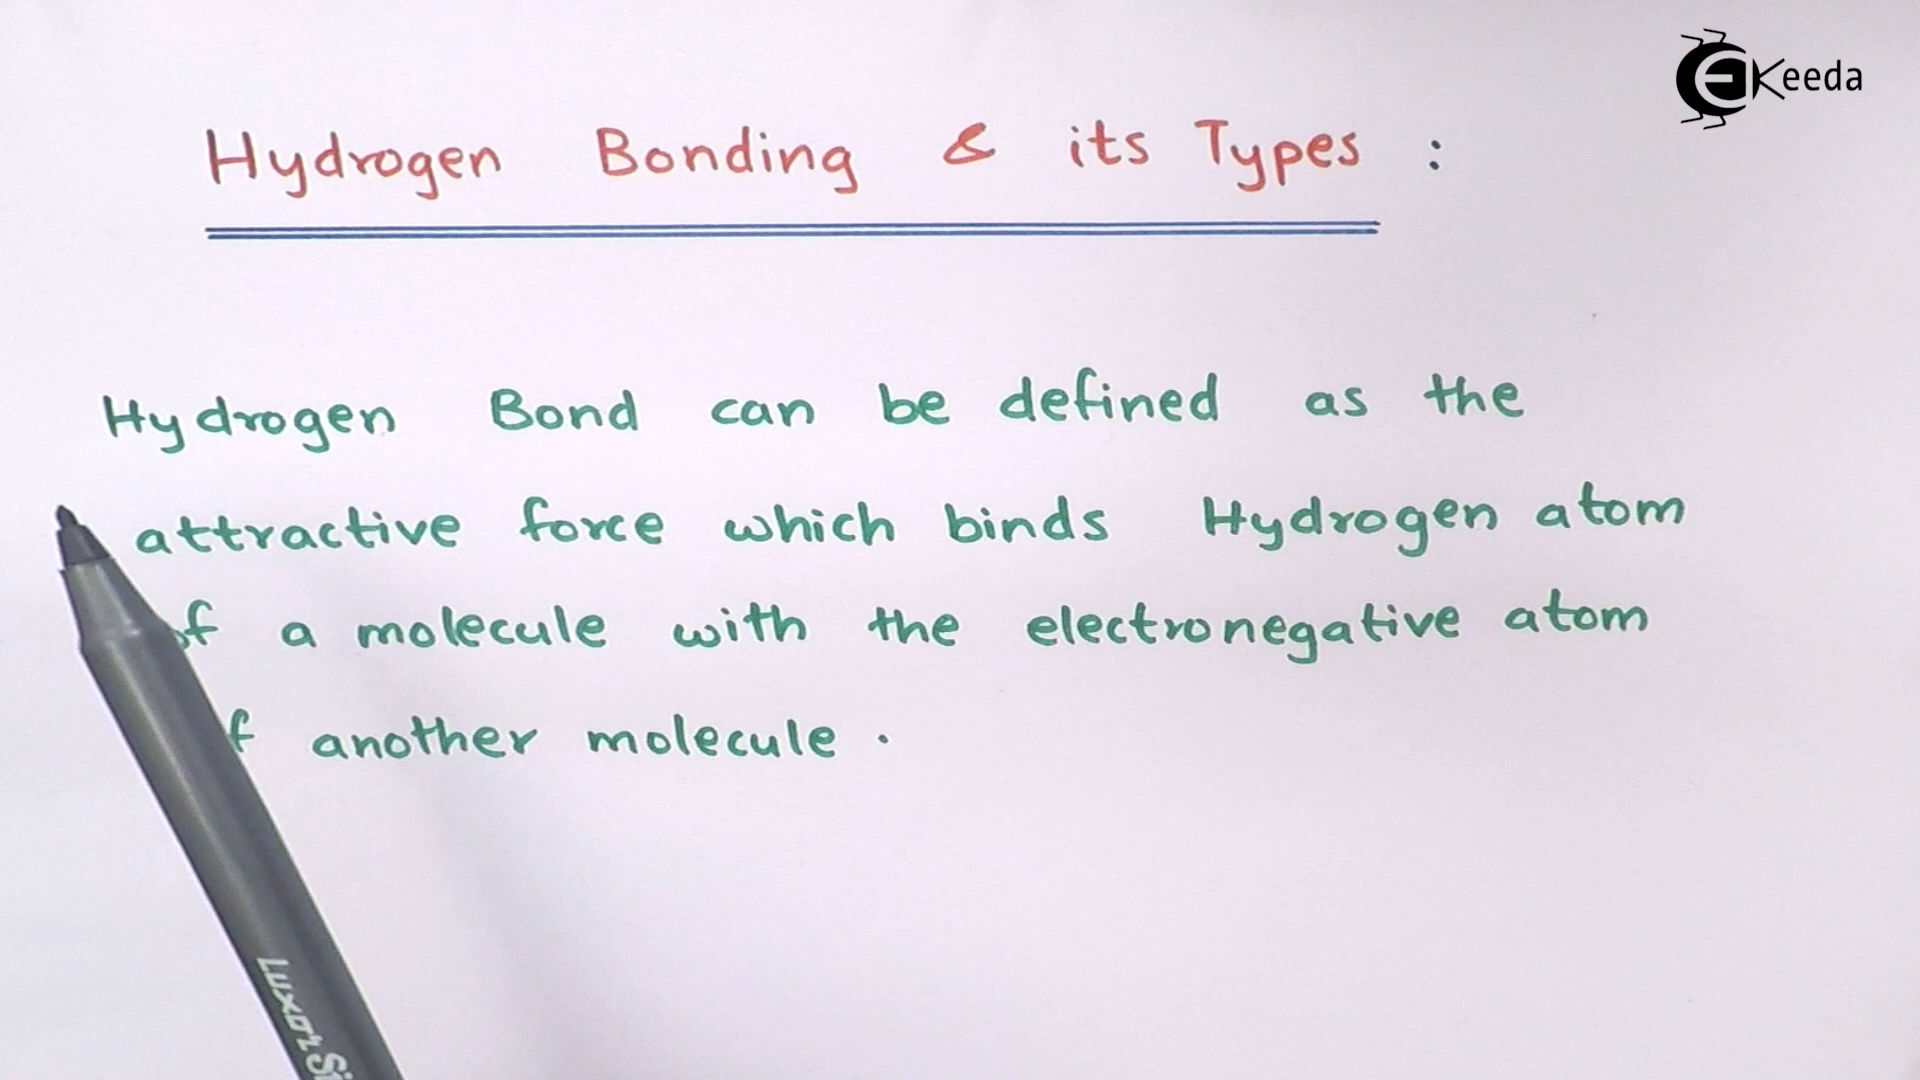 Keeda
Hydrogen Bonding & its Types :
Hydrogen Bond can be defined as the
attractive force which binds Hydrogen atom
of a molecule with the electronegative atom
another molecule .
Luxor